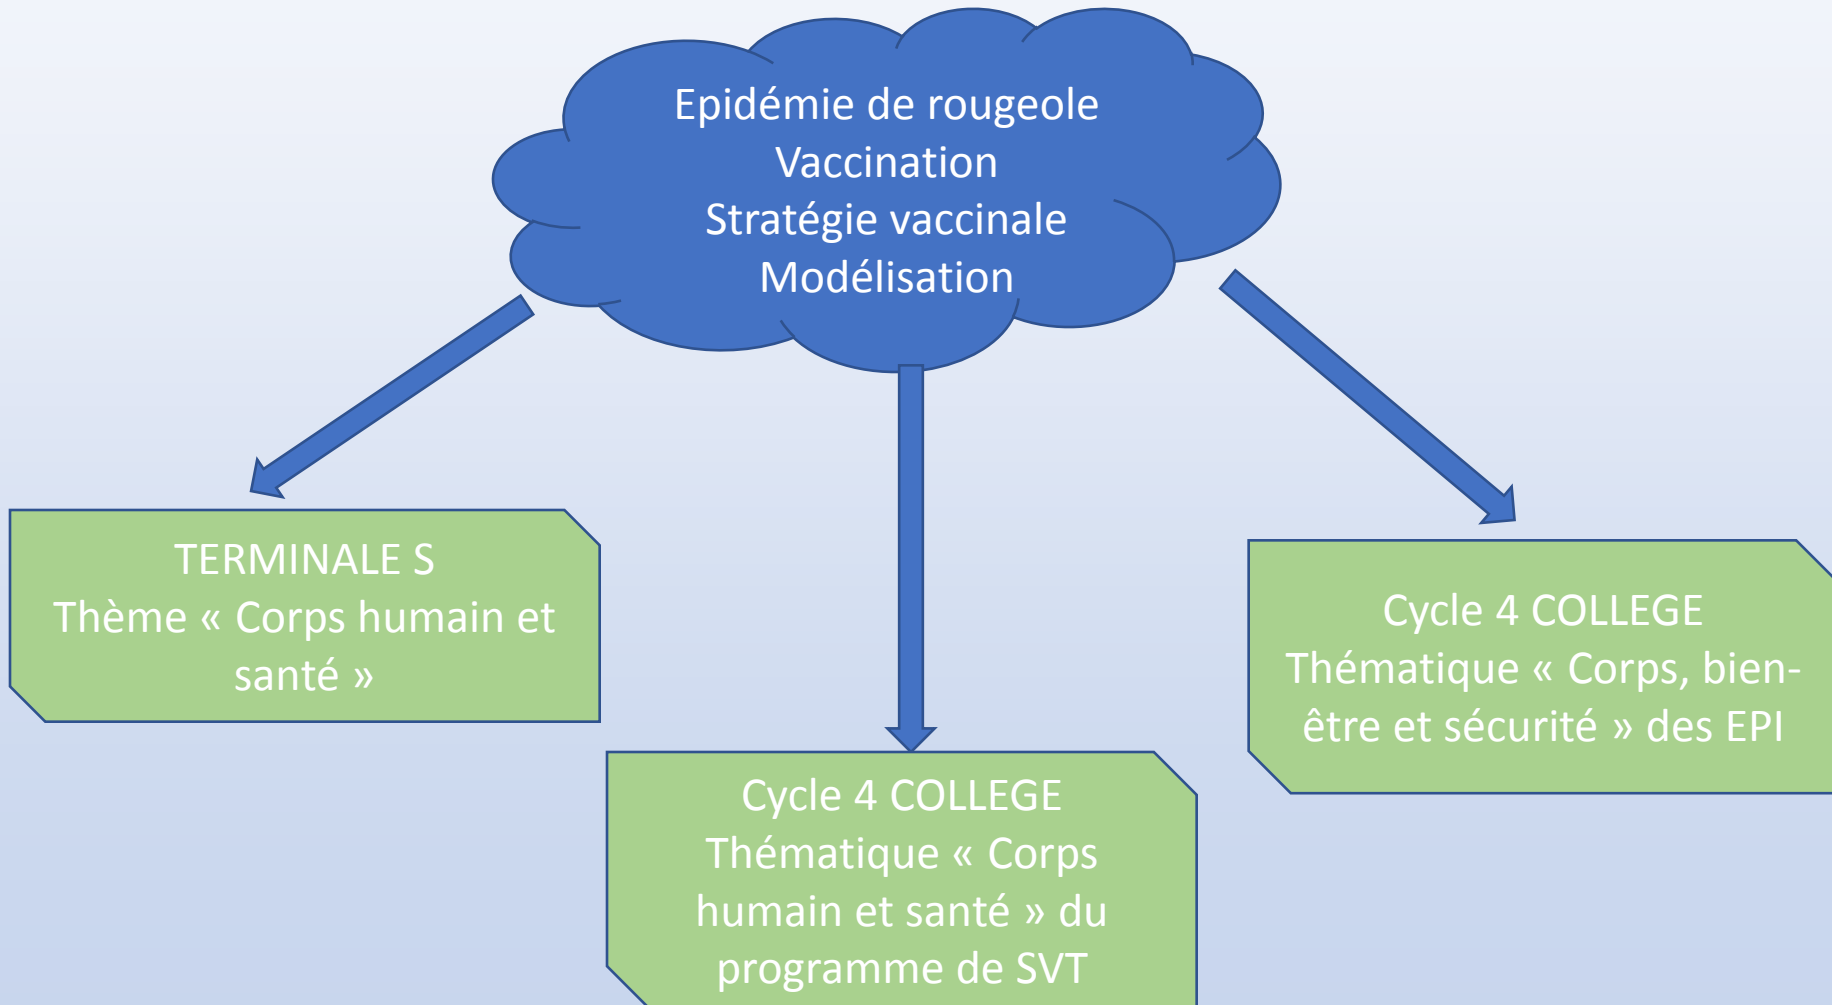 Epidémie de rougeole
Vaccination
Stratégie vaccinale
Modélisation
TERMINALE S
Thème « Corps humain et
santé »
Cycle 4 COLLEGE
Thématique « Corps
humain et santé » du
programme de SVT
Cycle 4 COLLEGE
Thématique « Corps, bien-
être et sécurité » des EPI